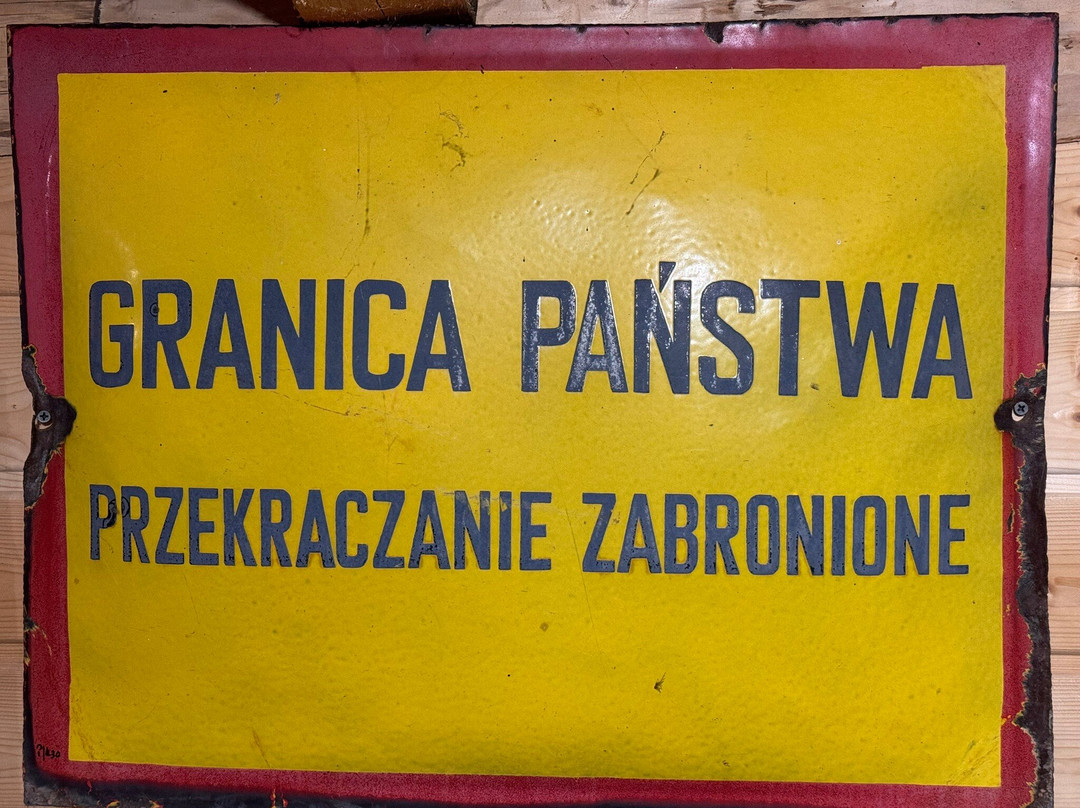 GRANICA PAŃSTWA
PRZEKRACZANIE ZABRONIONE